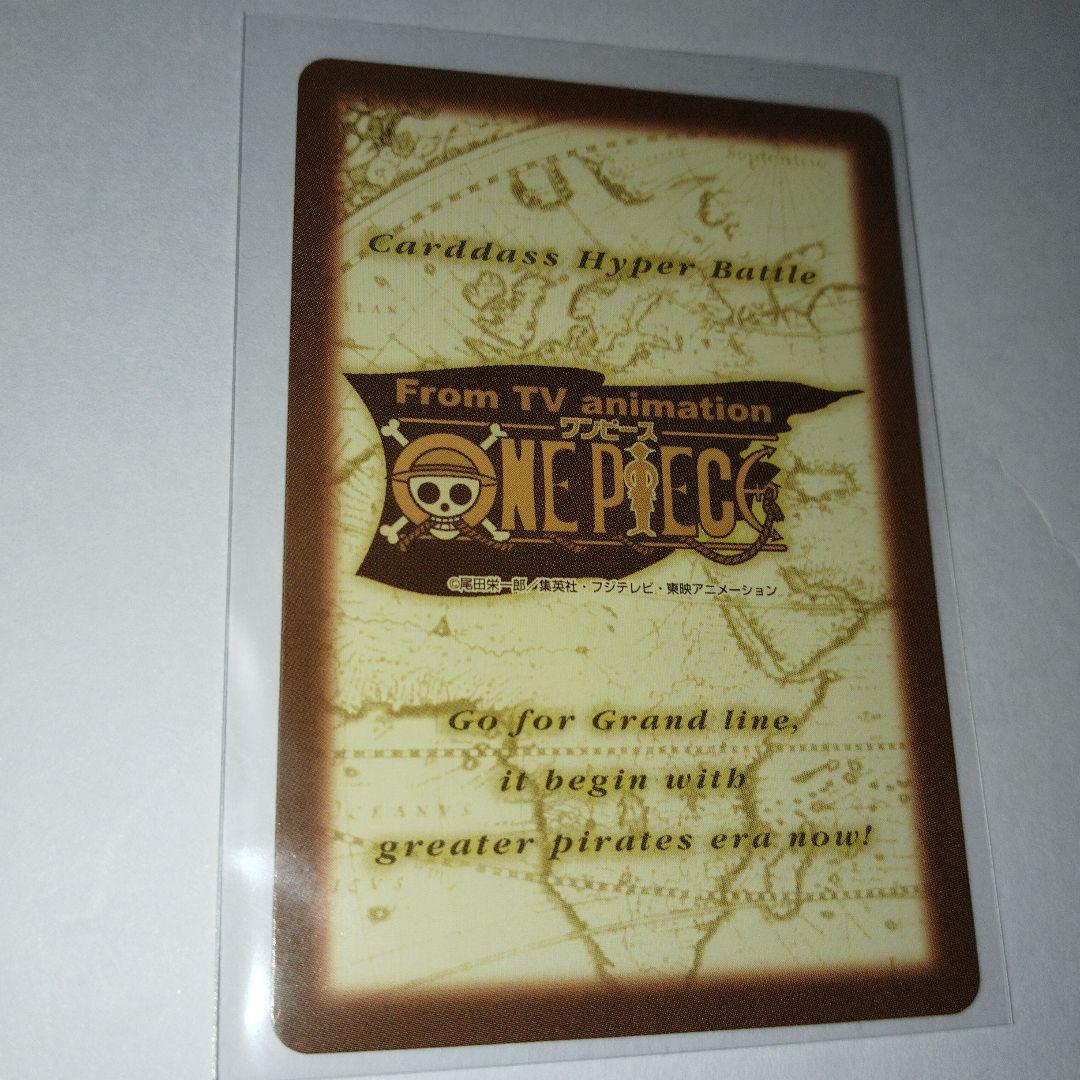 Septentrio
Carddass Hyper Battle
From TV animation
ワンピース
ONE PIECE
©尾田栄一郎/集英社・フジテレビ・東映アニメーション
Go for Grand line,
it begin with
greater pirates era now!